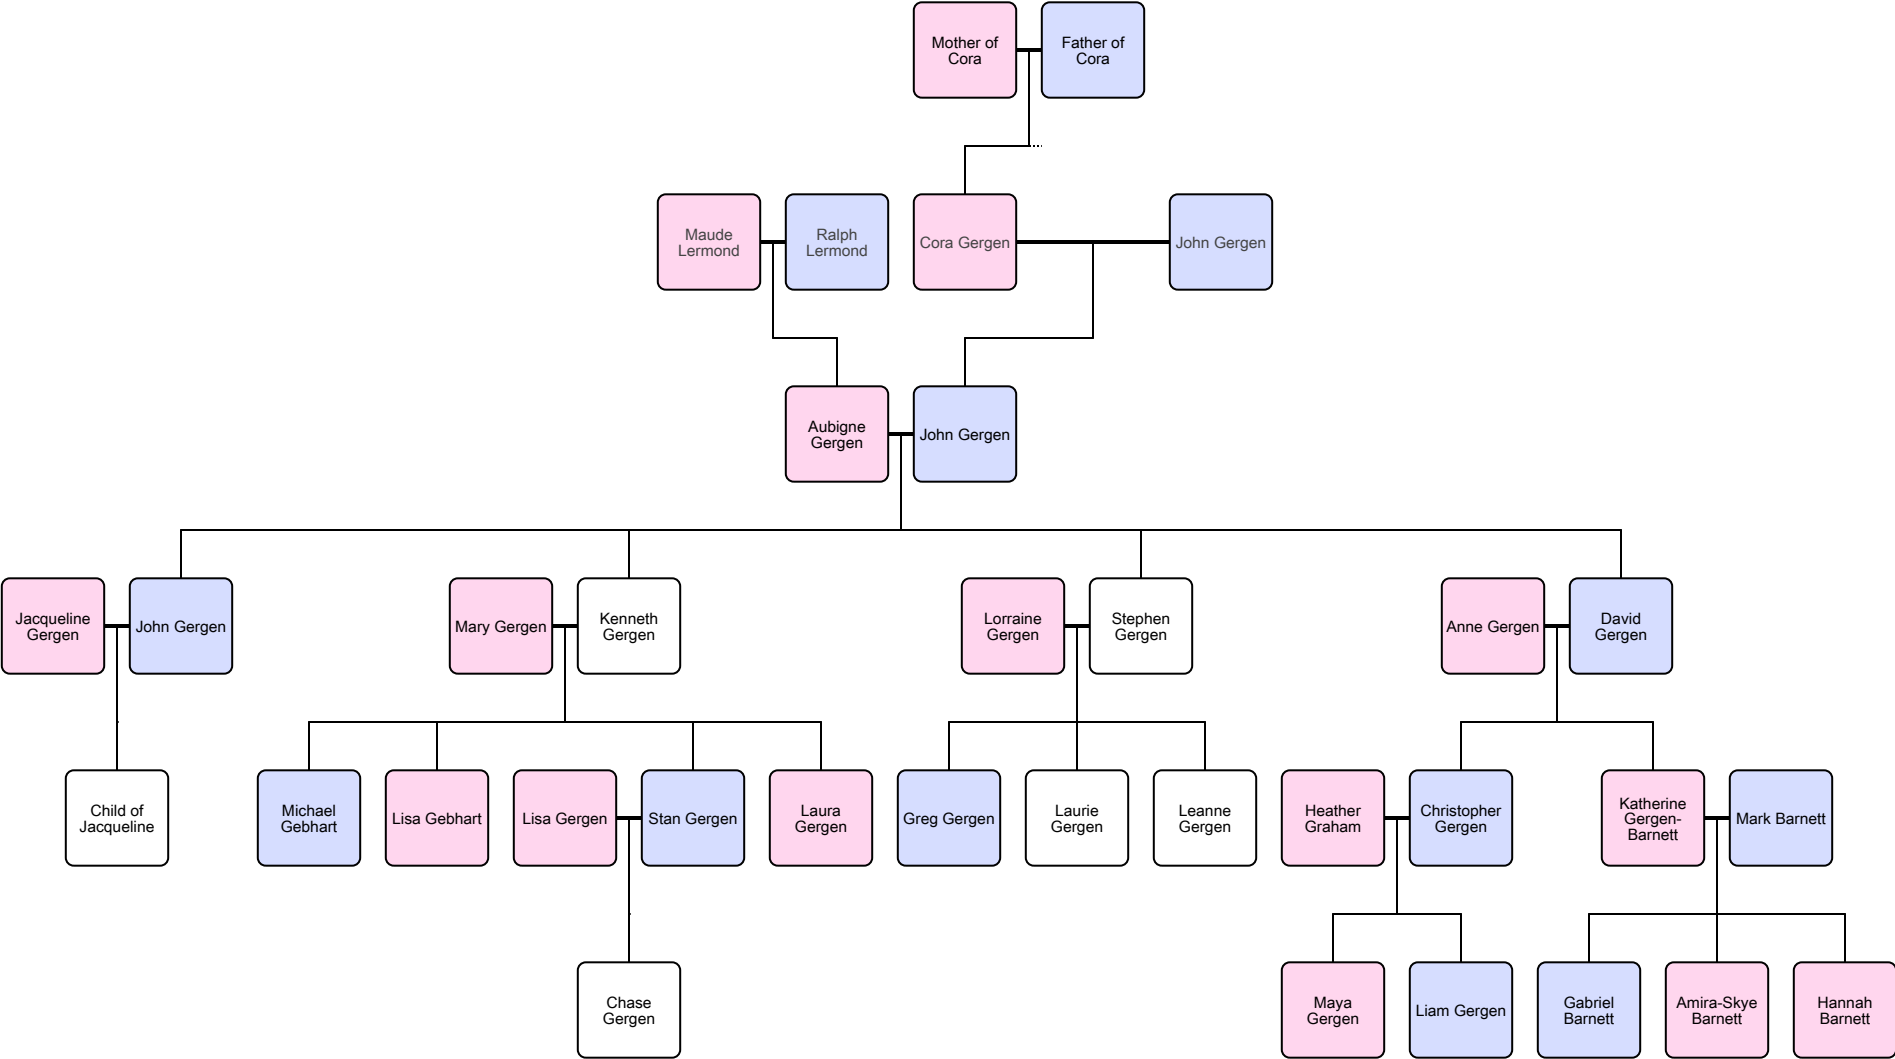 Mother of
Cora
Father of
Cora
Maude
Lermond
Ralph
Lermond
Cora Gergen
John Gergen
Aubigne
Gergen
John Gergen
Jacqueline
Gergen
John Gergen
Mary Gergen
Kenneth
Gergen
Lorraine
Gergen
Stephen
Gergen
Anne Gergen
David
Gergen
Child of
Jacqueline
Michael
Gebhart
Lisa Gebhart
Lisa Gergen
Stan Gergen
Laura
Gergen
Greg Gergen
Laurie
Gergen
Leanne
Gergen
Heather
Graham
Christopher
Gergen
Katherine
Gergen-
Barnett
Mark Barnett
Chase
Gergen
Maya
Gergen
Liam Gergen
Gabriel
Barnett
Amira-Skye
Barnett
Hannah
Barnett